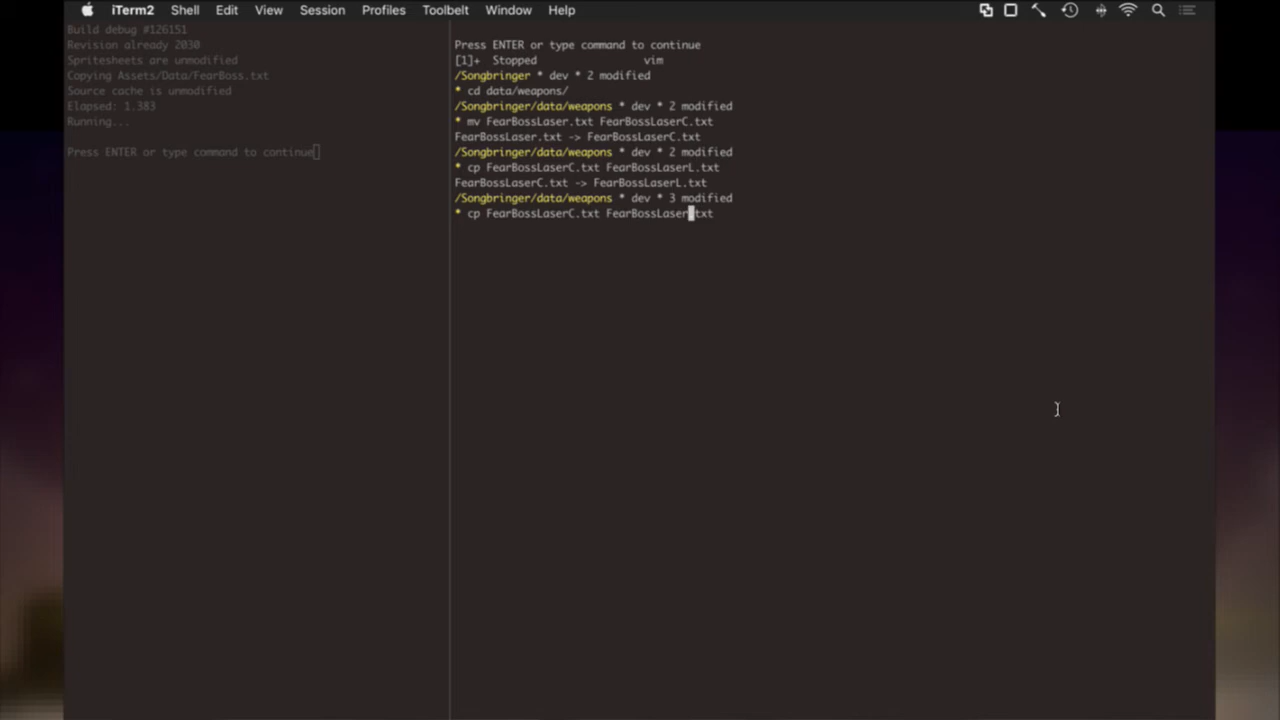 iTerm2 Shell Edit View Session Profiles Toolbelt Window Help
Build debug #126151
Revision already 2030
Spritesheets are unmodified
Copying Assets/Data/FearBoss.txt
Source cache is unmodified
Elapsed: 1.383
Running...
Press ENTER or type command to continue
Press ENTER or type command to continue
[1]+ Stopped vim
/Songbringer * dev * 2 modified
* cd data/weapons/
/Songbringer/data/weapons * dev * 2 modified
* mv FearBossLaser.txt FearBossLaserC.txt
FearBossLaser.txt -> FearBossLaserC.txt
/Songbringer/data/weapons * dev * 2 modified
* cp FearBossLaserC.txt FearBossLaserL.txt
FearBossLaserC.txt -> FearBossLaserL.txt
/Songbringer/data/weapons * dev * 3 modified
* cp FearBossLaserC.txt FearBossLaser.txt